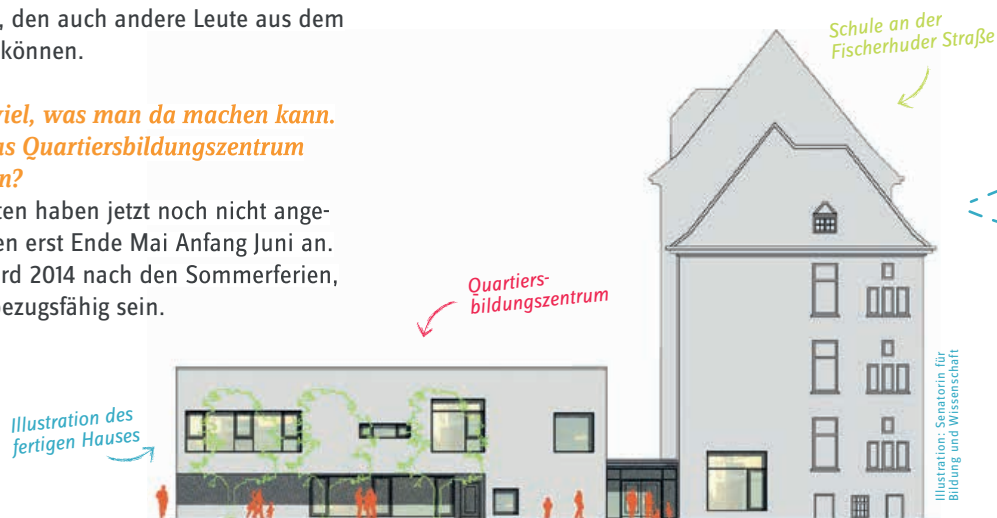 , den auch andere Leute aus dem
können.
viel, was man da machen kann.
as Quartiersbildungszentrum
n?
ten haben jetzt noch nicht ange-
en erst Ende Mai Anfang Juni an.
rd 2014 nach den Sommerferien,
bezugsfähig sein.
Schule an der
Fischerhuder Straße
Quartiers-
bildungszentrum
Illustration des
fertigen Hauses
Illustration: Senatorin für
Bildung und Wissenschaft